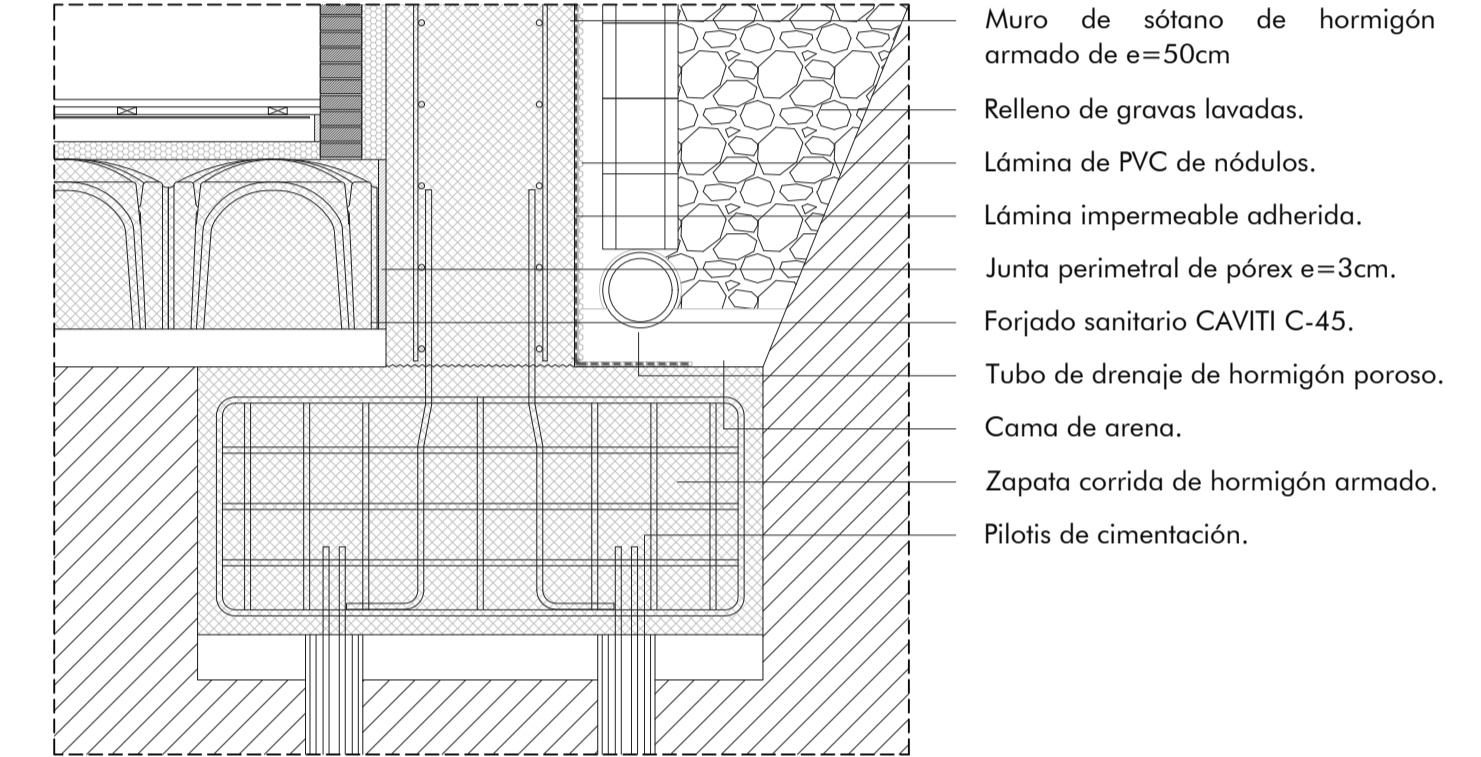 Muro de sótano de hormigón
armado de e=50cm
Relleno de gravas lavadas.
Lámina de PVC de nódulos.
Lámina impermeable adherida.
Junta perimetral de pórex e=3cm.
Forjado sanitario CAVITI C-45.
Tubo de drenaje de hormigón poroso.
Cama de arena.
Zapata corrida de hormigón armado.
Pilotis de cimentación.